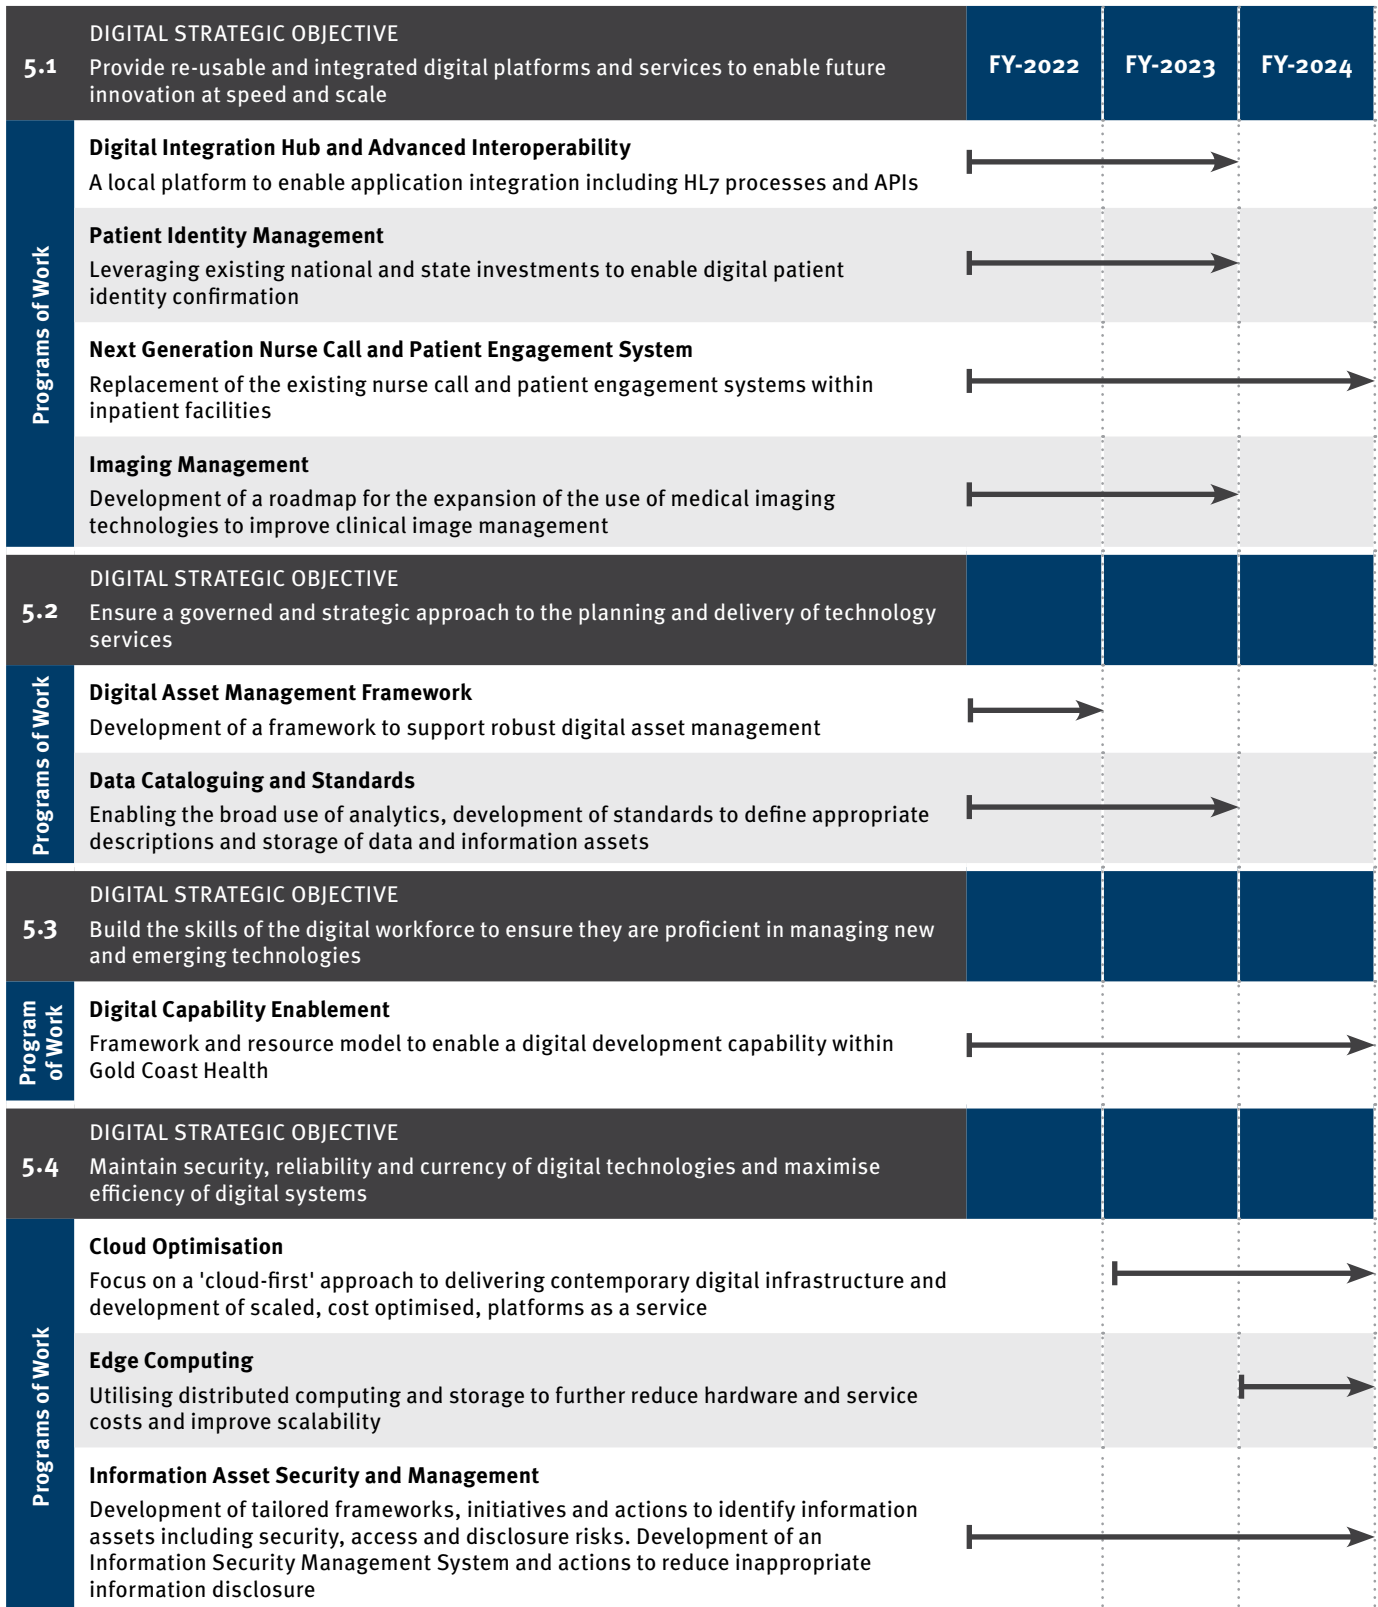 DIGITAL STRATEGIC OBJECTIVE
5.1
Provide re-usable and integrated digital platforms and services to enable future
innovation at speed and scale
FY-2022
FY-2023
FY-2024
Programs of Work
Digital Integration Hub and Advanced Interoperability
A local platform to enable application integration including HL7 processes and APIs
Patient Identity Management
Leveraging existing national and state investments to enable digital patient
identity confirmation
Next Generation Nurse Call and Patient Engagement System
Replacement of the existing nurse call and patient engagement systems within
inpatient facilities
Imaging Management
Development of a roadmap for the expansion of the use of medical imaging
technologies to improve clinical image management
DIGITAL STRATEGIC OBJECTIVE
5.2
Ensure a governed and strategic approach to the planning and delivery of technology
services
Programs of Work
Digital Asset Management Framework
Development of a framework to support robust digital asset management
Data Cataloguing and Standards
Enabling the broad use of analytics, development of standards to define appropriate
descriptions and storage of data and information assets
DIGITAL STRATEGIC OBJECTIVE
5.3
Build the skills of the digital workforce to ensure they are proficient in managing new
and emerging technologies
Program
of Work
Digital Capability Enablement
Framework and resource model to enable a digital development capability within
Gold Coast Health
DIGITAL STRATEGIC OBJECTIVE
5.4
Maintain security, reliability and currency of digital technologies and maximise
efficiency of digital systems
Programs of Work
Cloud Optimisation
Focus on a 'cloud-first' approach to delivering contemporary digital infrastructure and
development of scaled, cost optimised, platforms as a service
Edge Computing
Utilising distributed computing and storage to further reduce hardware and service
costs and improve scalability
Information Asset Security and Management
Development of tailored frameworks, initiatives and actions to identify information
assets including security, access and disclosure risks. Development of an
Information Security Management System and actions to reduce inappropriate
information disclosure